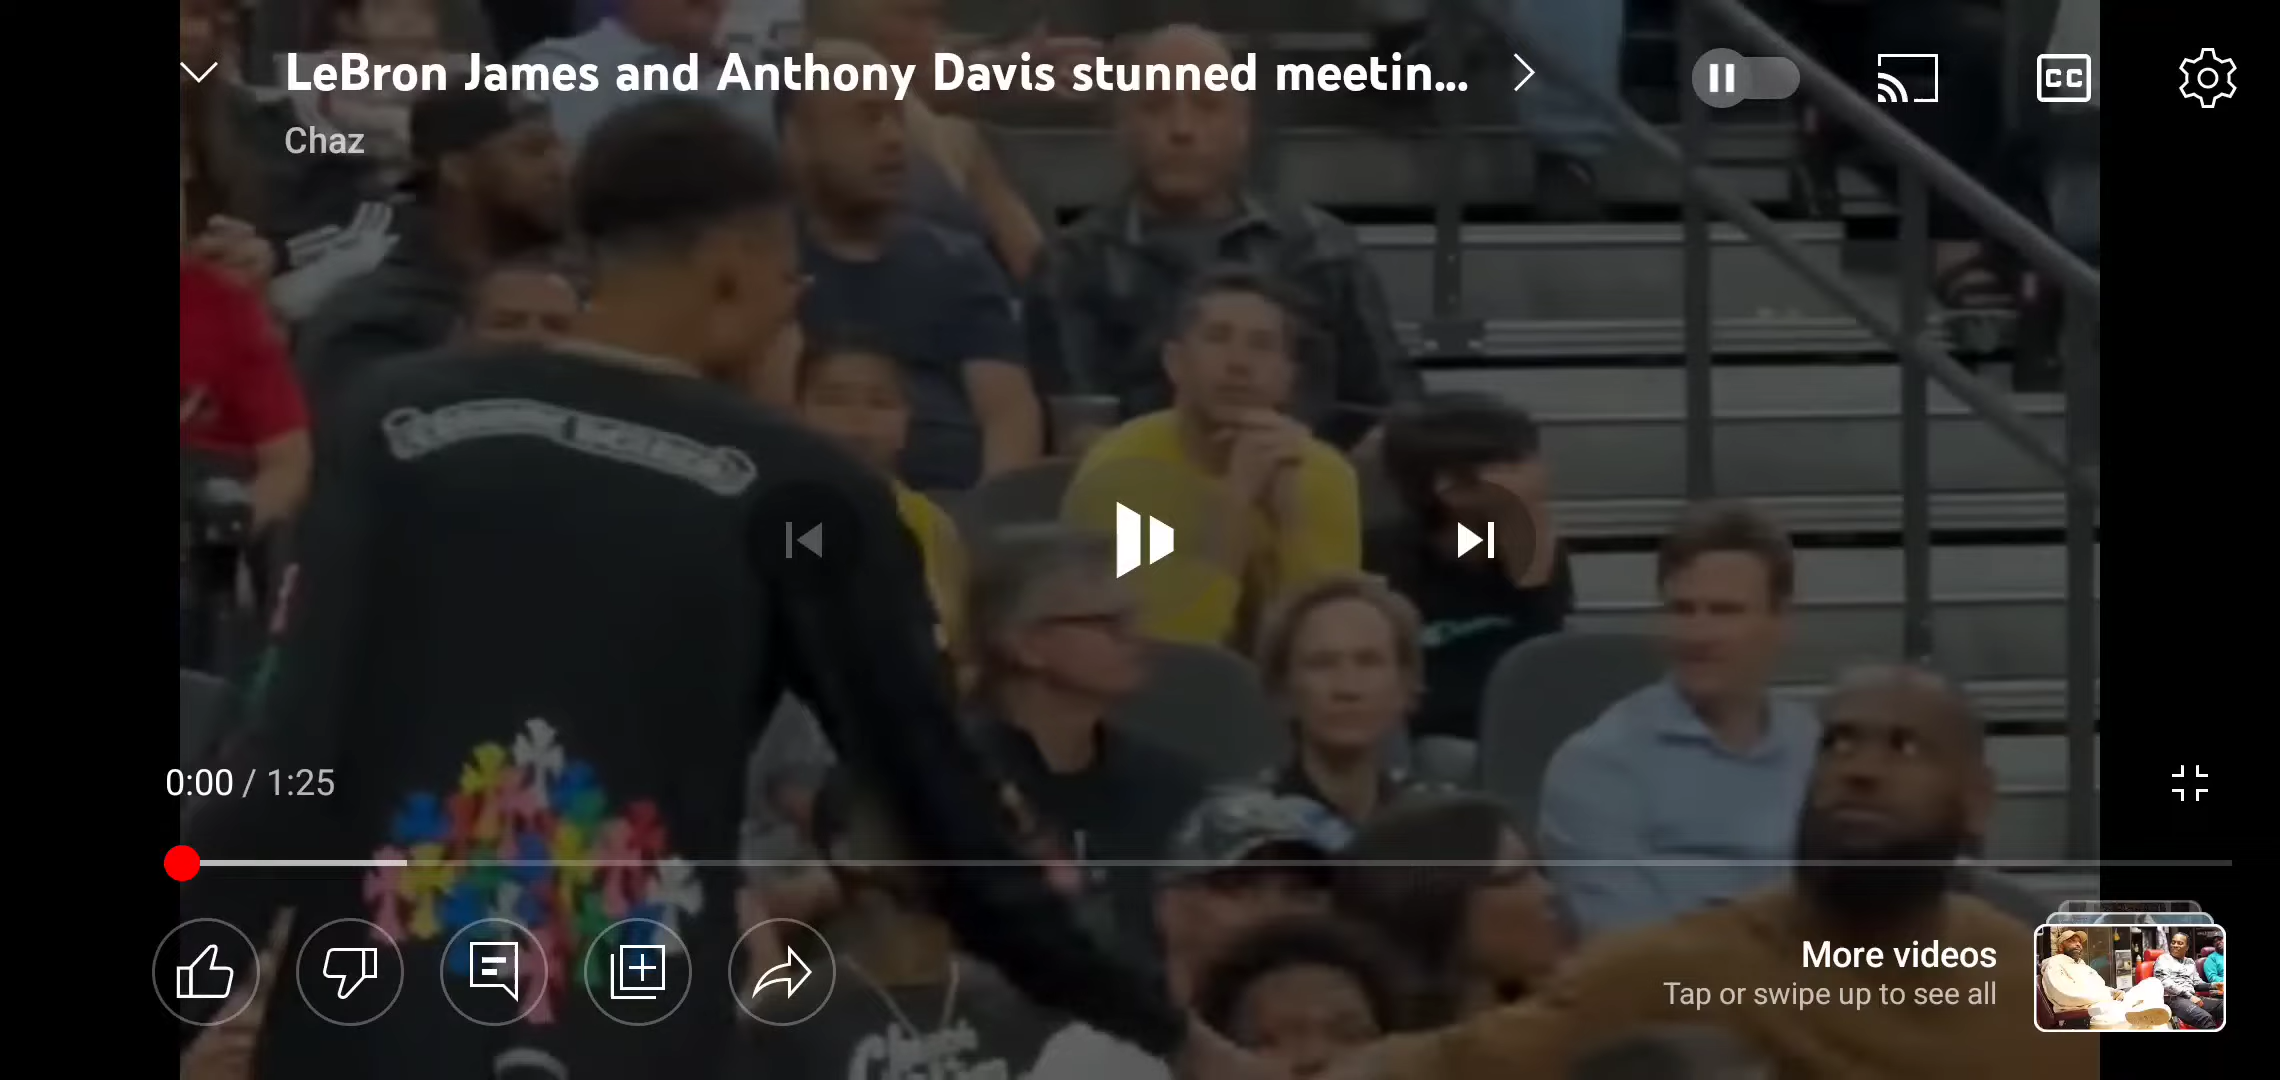 LeBron James and Anthony Davis stunned meetin...
CC
Chaz
0:00 / 1:25
More videos
Tap or swipe up to see all